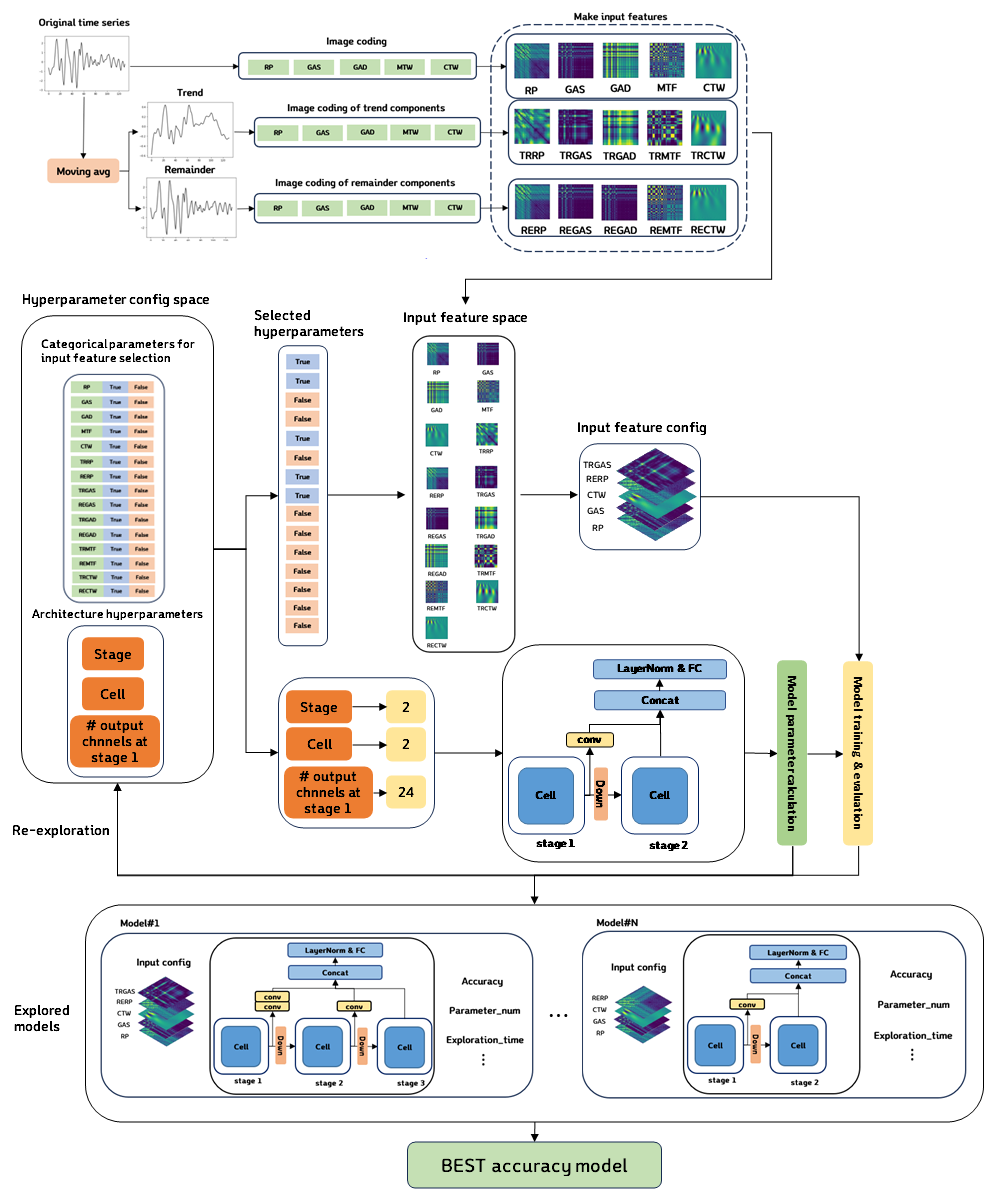 Original time series
Image coding
RP GAS GAD MTW CTW
Make input features
RP GAS GAD MTF CTW
Trend
Image coding of trend components
RP GAS GAD MTW CTW
TRRP TRGAS TRGAD TRMTF TRCTW
Moving avg
Remainder
Image coding of remainder components
RP GAS GAD MTW CTW
RERP REGAS REGAD REMTF RECTW
Hyperparameter config space
Categorical parameters for
input feature selection
RP True False
GAS True False
GAD True False
MTF True False
CTW True False
TRRP True False
RERP True False
TRGAS True False
REGAS True False
TRGAD True False
REGAD True False
TRMTF True False
REMTF True False
TRCTW True False
RECTW True False
Architecture hyperparameters
Stage
Cell
# output
chnnels at
stage 1
Selected
hyperparameters
True
True
False
False
True
False
True
True
False
False
False
False
False
False
False
Input feature space
RP GAS
GAD MTF
CTW TRRP
RERP TRGAS
REGAS TRGAD
REGAD TRMTF
REMTF TRCTW
RECTW
Input feature config
TRGAS
RERP
CTW
GAS
RP
Stage 2
Cell 2
# output
chnnels at
stage 1
24
LayerNorm & FC
Concat
conv
Cell
Down
Cell
stage 1
stage 2
Model parameter calculation
Model training & evaluation
Re-exploration
Explored
models
Model#1
Input config
TRGAS
RERP
CTW
GAS
RP
LayerNorm & FC
Concat
conv
conv
conv
Cell
Down
Cell
Down
Cell
stage 1
stage 2
stage 3
Accuracy
Parameter_num
Exploration_time
⋮
...
Model#N
Input config
RERP
CTW
GAS
RP
LayerNorm & FC
Concat
conv
Cell
Down
Cell
stage 1
stage 2
Accuracy
Parameter_num
Exploration_time
⋮
BEST accuracy model